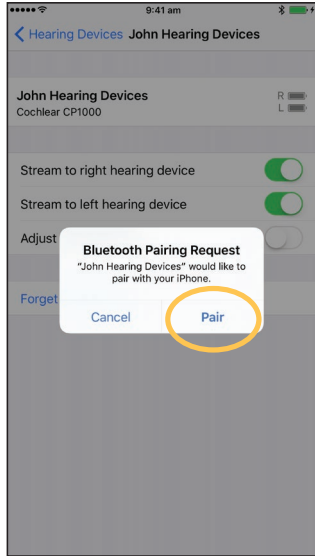 9:41 am
Hearing Devices John Hearing Devices
John Hearing Devices R
Cochlear CP1000 L
Stream to right hearing device
Stream to left hearing device
Adjust
Bluetooth Pairing Request
“John Hearing Devices” would like to
pair with your iPhone.
Forget
Cancel Pair